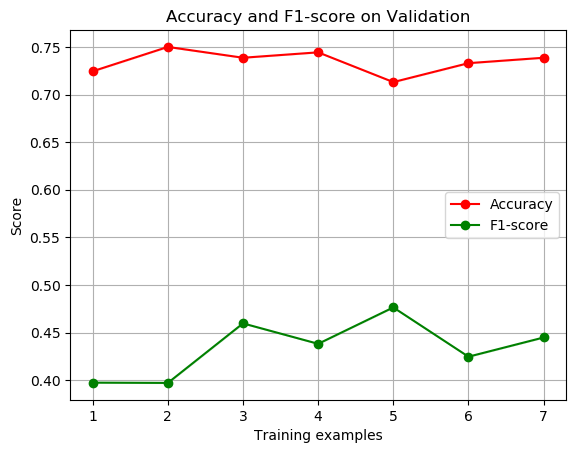 Accuracy and F1-score on Validation
0.75
0.70
0.65
0.60
0.55
0.50
0.45
0.40
Score
Accuracy
F1-score
1 2 3 4 5 6 7
Training examples